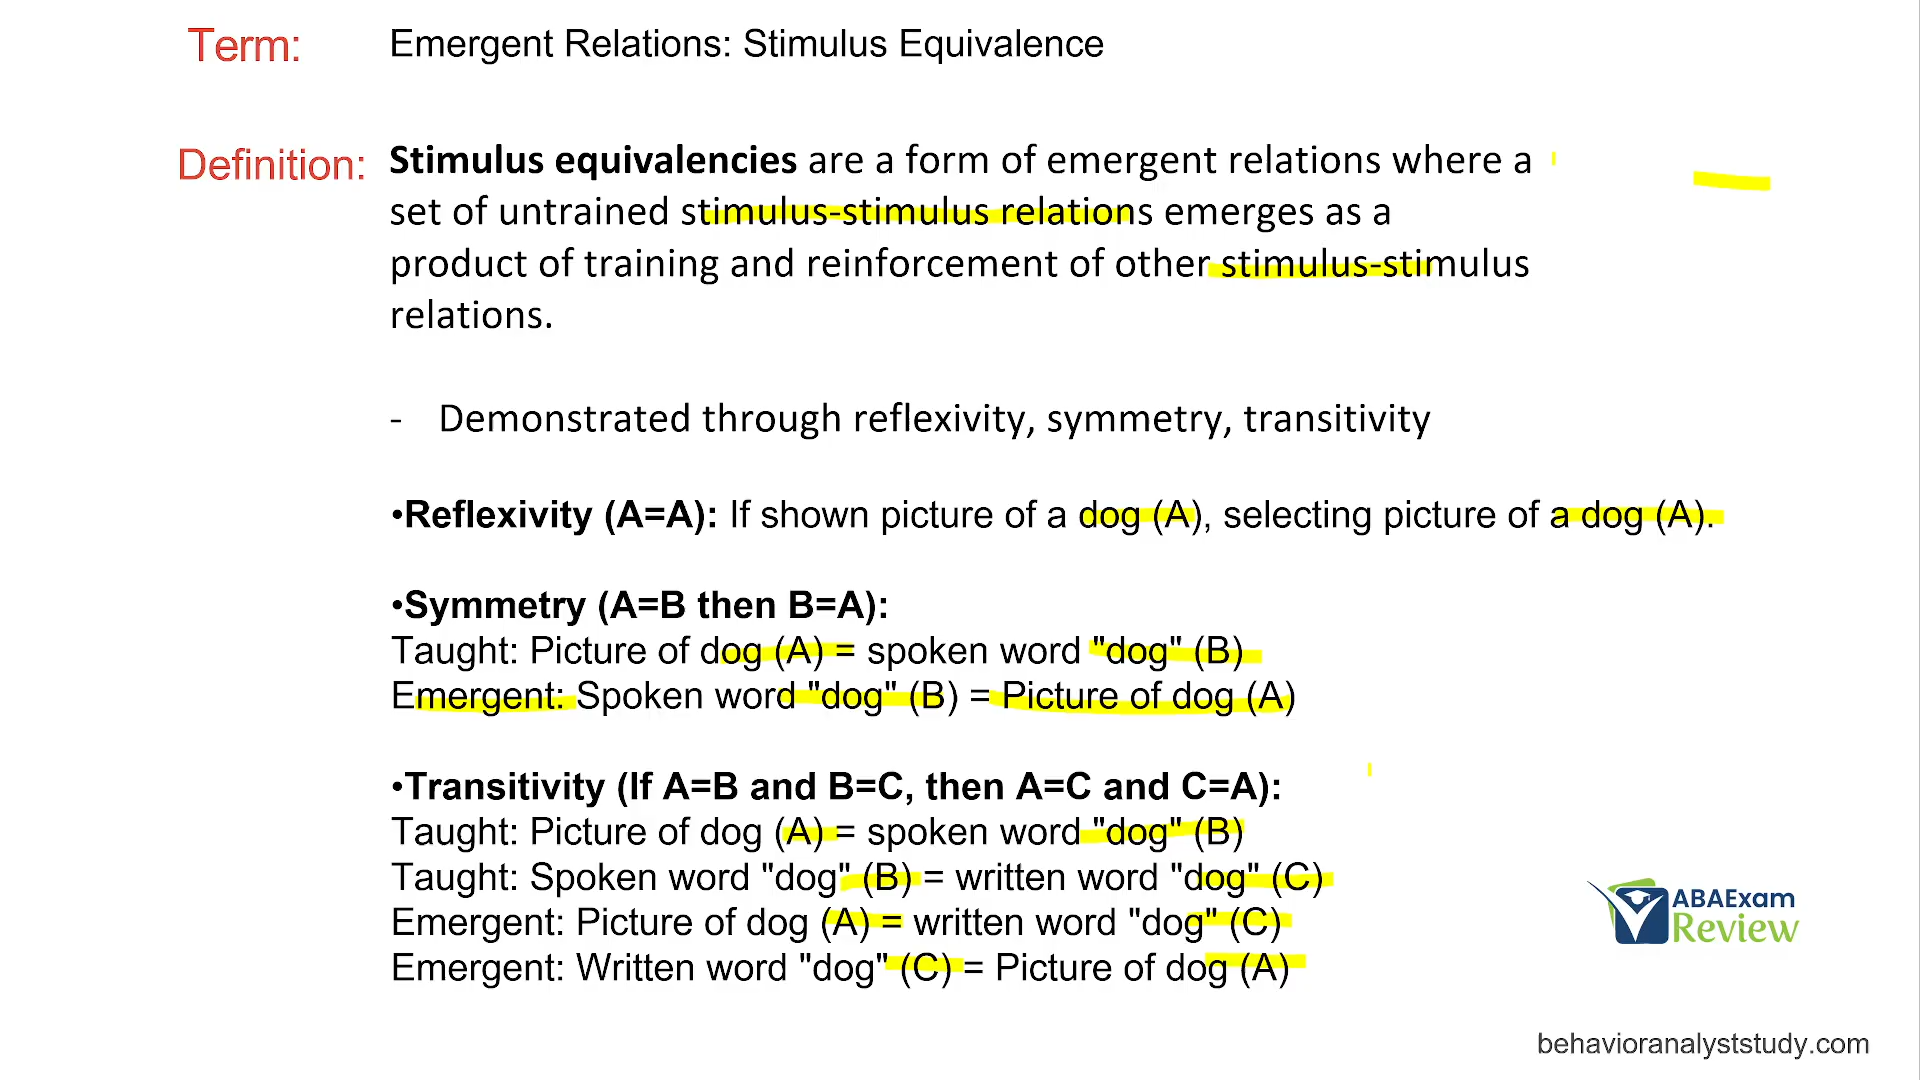 Term: Emergent Relations: Stimulus Equivalence
Definition: Stimulus equivalencies are a form of emergent relations where a
set of untrained stimulus-stimulus relations emerges as a
product of training and reinforcement of other stimulus-stimulus
relations.
- Demonstrated through reflexivity, symmetry, transitivity
•Reflexivity (A=A): If shown picture of a dog (A), selecting picture of a dog (A).
•Symmetry (A=B then B=A):
Taught: Picture of dog (A) = spoken word "dog" (B)
Emergent: Spoken word "dog" (B) = Picture of dog (A)
•Transitivity (If A=B and B=C, then A=C and C=A):
Taught: Picture of dog (A) = spoken word "dog" (B)
Taught: Spoken word "dog" (B) = written word "dog" (C)
Emergent: Picture of dog (A) = written word "dog" (C)
Emergent: Written word "dog" (C) = Picture of dog (A)
ABAExam
Review
behavioranalyststudy.com